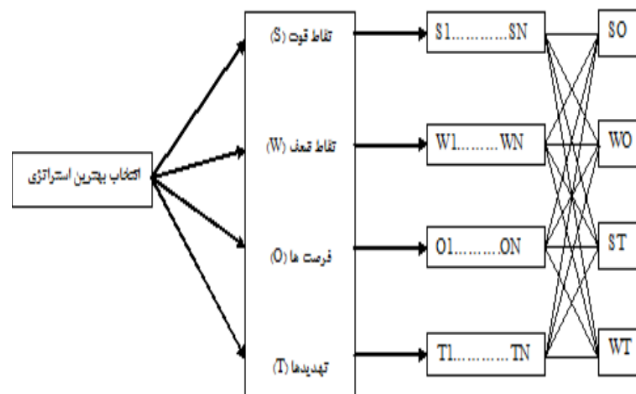 نقاط قوت (S)
S1............SN
SO
نقاط ضعف (W)
W1.......WN
WO
انتخاب بهترین استراتژی
فرصت ها (O)
O1..........ON
ST
تهدیدها (T)
T1............TN
WT